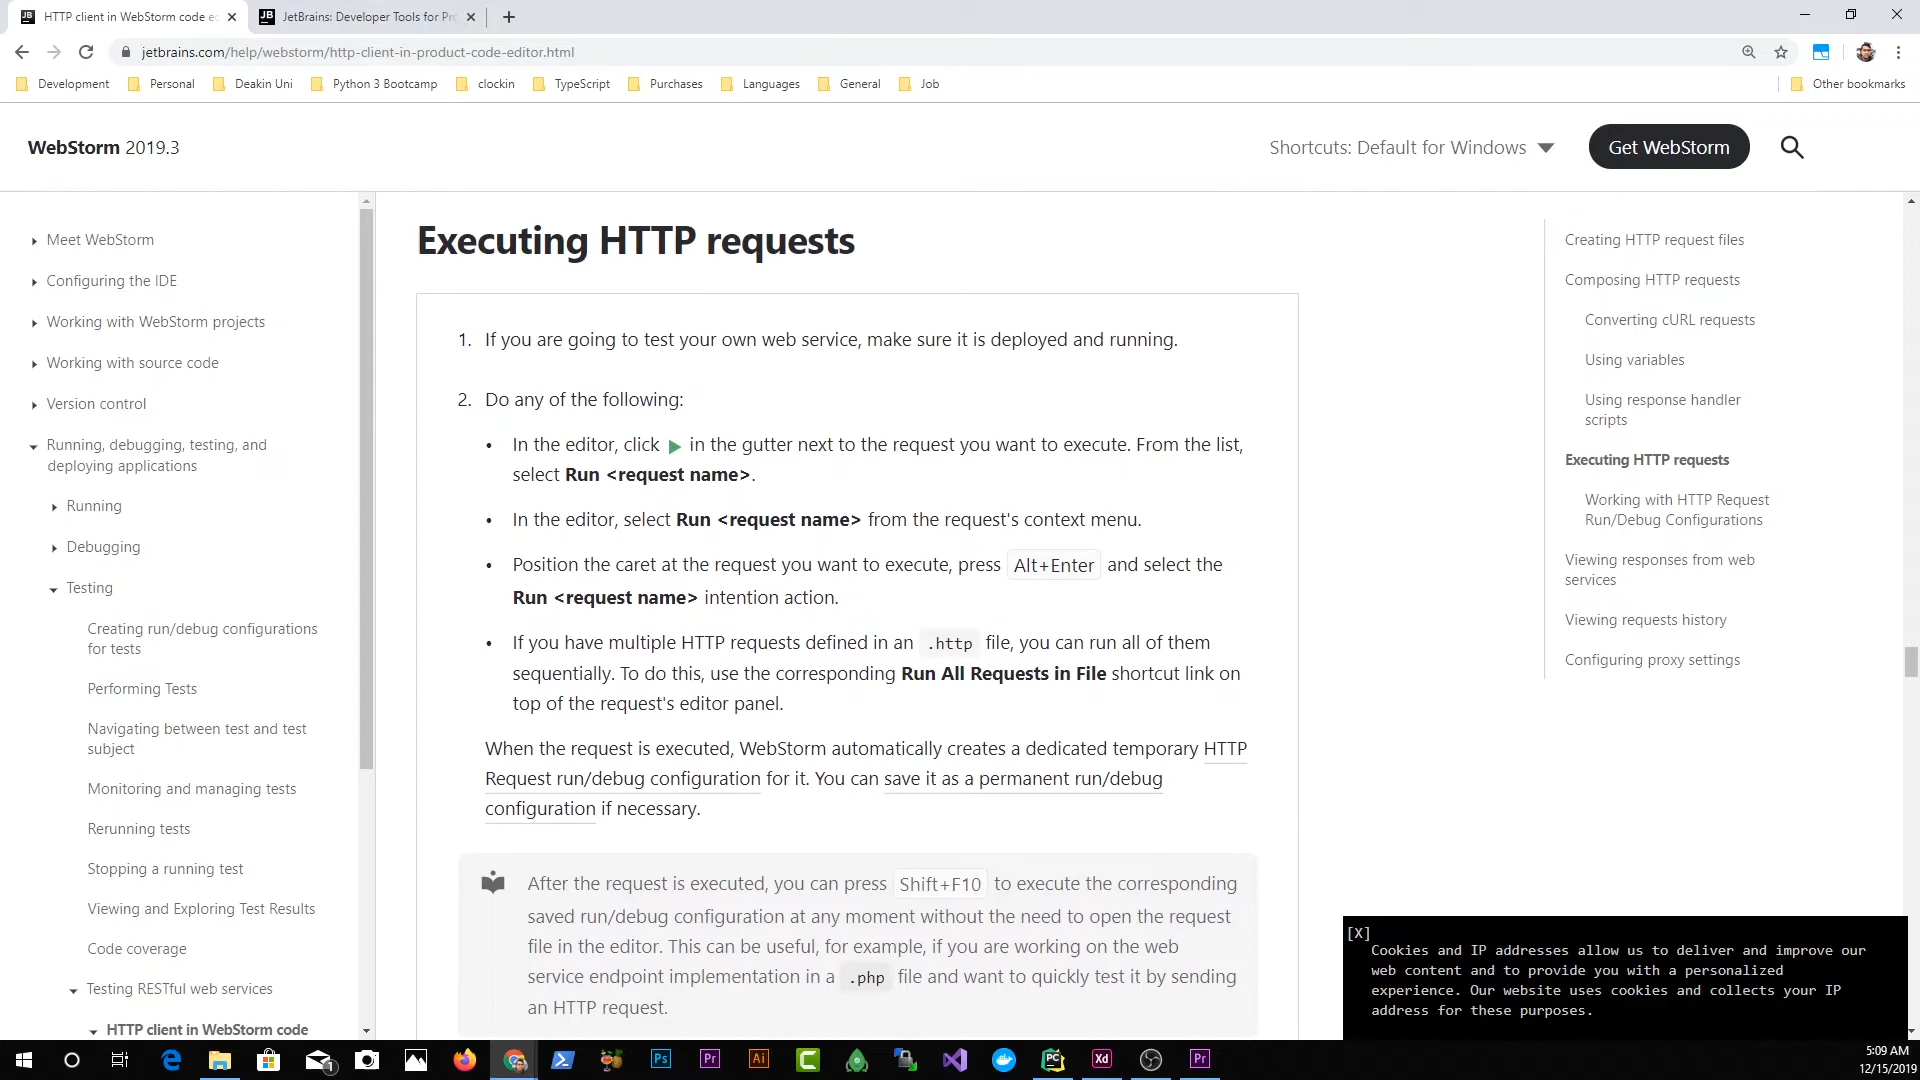 HTTP client in WebStorm code ec
JetBrains: Developer Tools for Pro
jetbrains.com/help/webstorm/http-client-in-product-code-editor.html
Development
Personal
Deakin Uni
Python 3 Bootcamp
clockin
TypeScript
Purchases
Languages
General
Job
Other bookmarks
WebStorm 2019.3
Shortcuts: Default for Windows
Get WebStorm
Meet WebStorm
Configuring the IDE
Working with WebStorm projects
Working with source code
Version control
Running, debugging, testing, and
deploying applications
Running
Debugging
Testing
Creating run/debug configurations
for tests
Performing Tests
Navigating between test and test
subject
Monitoring and managing tests
Rerunning tests
Stopping a running test
Viewing and Exploring Test Results
Code coverage
Testing RESTful web services
HTTP client in WebStorm code
Executing HTTP requests
1. If you are going to test your own web service, make sure it is deployed and running.
2. Do any of the following:
• In the editor, click in the gutter next to the request you want to execute. From the list,
select Run <request name>.
• In the editor, select Run <request name> from the request's context menu.
• Position the caret at the request you want to execute, press Alt+Enter and select the
Run <request name> intention action.
• If you have multiple HTTP requests defined in an .http file, you can run all of them
sequentially. To do this, use the corresponding Run All Requests in File shortcut link on
top of the request's editor panel.
When the request is executed, WebStorm automatically creates a dedicated temporary HTTP
Request run/debug configuration for it. You can save it as a permanent run/debug
configuration if necessary.
After the request is executed, you can press Shift+F10 to execute the corresponding
saved run/debug configuration at any moment without the need to open the request
file in the editor. This can be useful, for example, if you are working on the web
service endpoint implementation in a .php file and want to quickly test it by sending
an HTTP request.
Creating HTTP request files
Composing HTTP requests
Converting cURL requests
Using variables
Using response handler
scripts
Executing HTTP requests
Working with HTTP Request
Run/Debug Configurations
Viewing responses from web
services
Viewing requests history
Configuring proxy settings
[X]
Cookies and IP addresses allow us to deliver and improve our
web content and to provide you with a personalized
experience. Our website uses cookies and collects your IP
address for these purposes.
1
Ps
Pr
Ai
C
PC
Xd
Pr
5:09 AM
12/15/2019